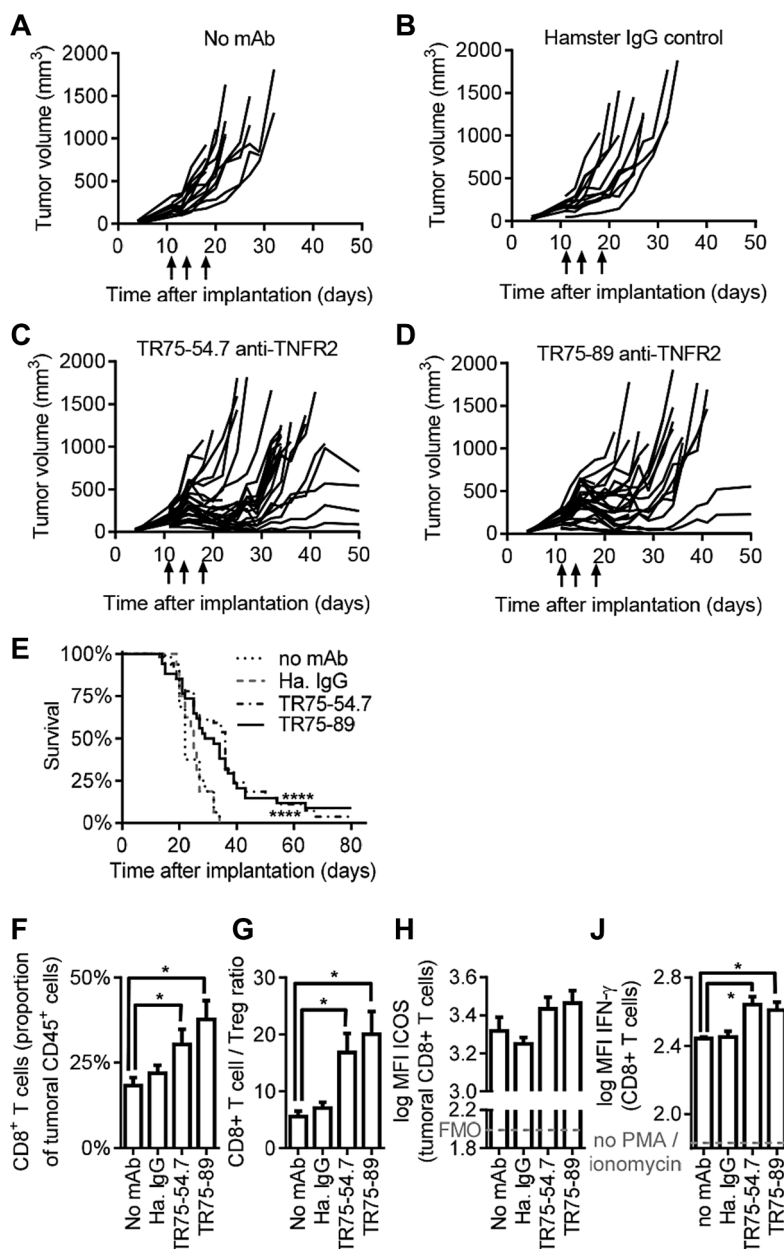 A
No mAb
Tumor volume (mm³)
2000
1500
1000
500
0
0 10 20 30 40 50
Time after implantation (days)
B
Hamster IgG control
Tumor volume (mm³)
2000
1500
1000
500
0
0 10 20 30 40 50
Time after implantation (days)
C
TR75-54.7 anti-TNFR2
Tumor volume (mm³)
2000
1500
1000
500
0
0 10 20 30 40 50
Time after implantation (days)
D
TR75-89 anti-TNFR2
Tumor volume (mm³)
2000
1500
1000
500
0
0 10 20 30 40 50
Time after implantation (days)
E
Survival
100%
75%
50%
25%
0%
no mAb
Ha. IgG
TR75-54.7
TR75-89
****
****
0 20 40 60 80
Time after implantation (days)
F
CD8⁺ T cells (proportion
of tumoral CD45⁺ cells)
50%
25%
0%
*
*
No mAb
Ha. IgG
TR75-54.7
TR75-89
G
CD8+ T cell / Treg ratio
30
20
10
0
*
*
No mAb
Ha. IgG
TR75-54.7
TR75-89
H
log MFI ICOS
(tumoral CD8+ T cells)
3.6
3.4
3.2
3.0
2.0
FMO
1.8
No mAb
Ha. IgG
TR75-54.7
TR75-89
J
log MFI IFN-γ
(CD8+ T cells)
2.8
2.4
2.0
*
*
no PMA /
ionomycin
no mAb
Ha. IgG
TR75-54.7
TR75-89